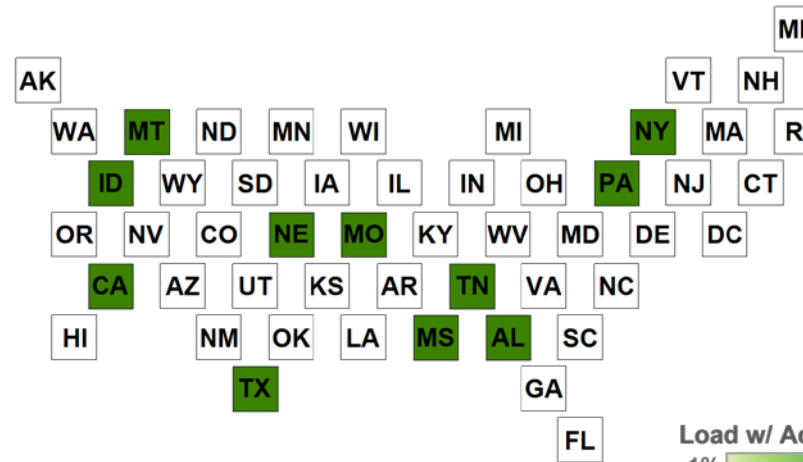 AK VT NH
WA MT ND MN WI MI NY MA
ID WY SD IA IL IN OH PA NJ CT
OR NV CO NE MO KY WV MD DE DC
CA AZ UT KS AR TN VA NC
HI NM OK LA MS AL SC
TX GA
FL
Load w/